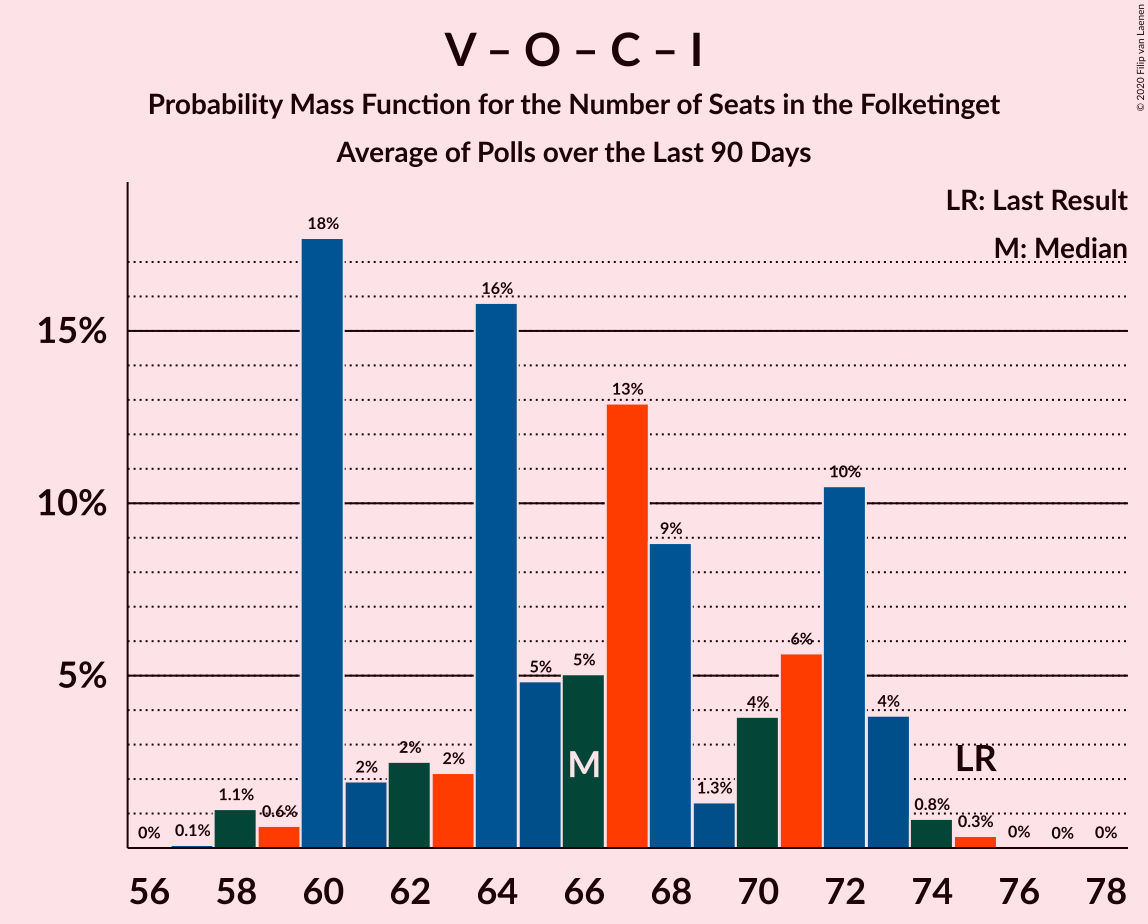 V – O – C – I
Probability Mass Function for the Number of Seats in the Folketinget
Average of Polls over the Last 90 Days
© 2020 Filip van Laenen
LR: Last Result
M: Median
15%
10%
5%
0%
0.1%
1.1%
0.6%
18%
2%
2%
2%
16%
5%
5%
13%
9%
1.3%
4%
6%
10%
4%
0.8%
0.3%
0%
0%
0%
M
LR
56 58 60 62 64 66 68 70 72 74 76 78